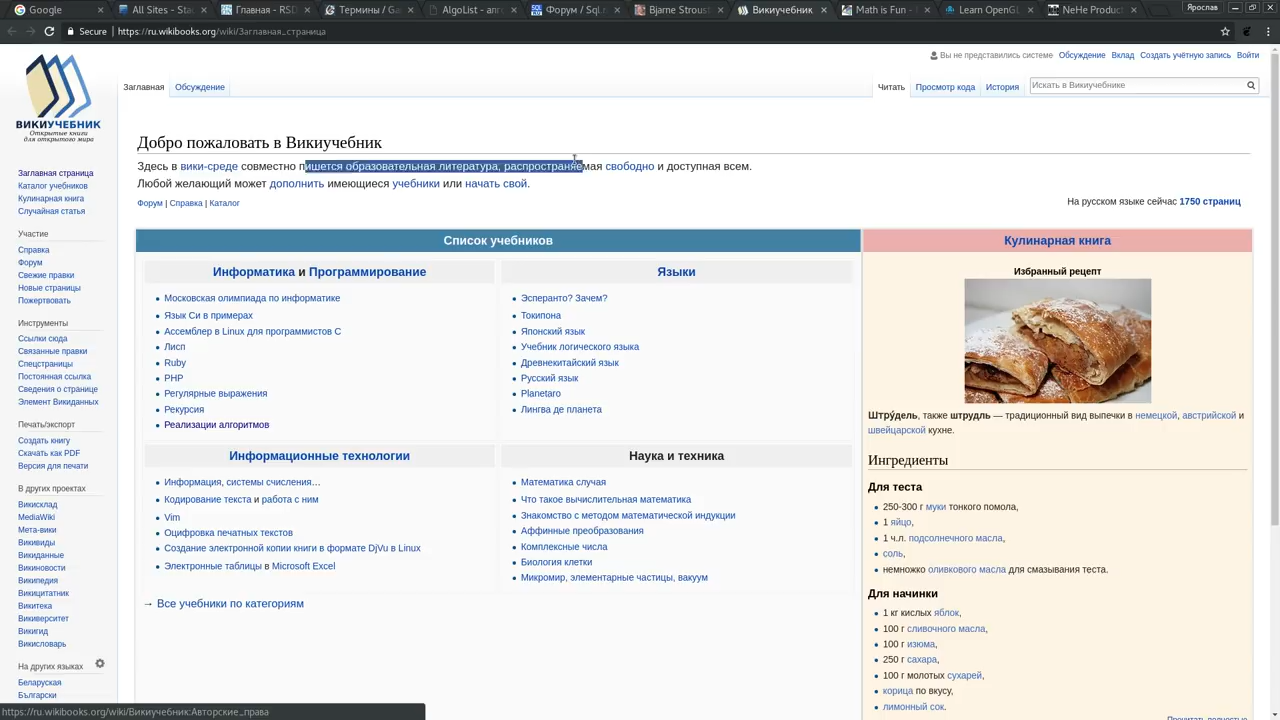 Google
Главная - RSD
C++
AlgoList - алго
Форум / SqlRu
Bjarne Stroust
Викиучебник
Math is Fun -
Coding Games
Learn OpenGL
NeHe Product
Ярослав
Secure | https://ru.wikibooks.org/wiki/Заглавная_страница
Вы не представились системе Обсуждение Вклад Создать учётную запись Войти
Заглавная Обсуждение Читать Просмотр кода История Искать в Викиучебнике
ВИКИУЧЕБНИК
Открытые книги
для открытого мира
Заглавная страница
Каталог учебников
Кулинарная книга
Случайная статья
Участие
Справка
Форум
Свежие правки
Новые страницы
Пожертвовать
Инструменты
Ссылки сюда
Связанные правки
Спецстраницы
Постоянная ссылка
Сведения о странице
Элемент Викиданных
Печать/экспорт
Создать книгу
Скачать как PDF
Версия для печати
В других проектах
Викисклад
MediaWiki
Мета-вики
Викивиды
Викиданные
Викиновости
Википедия
Викицитатник
Викитека
Викиверситет
Викигид
Викисловарь
На других языках
Беларуская
Български
Добро пожаловать в Викиучебник
Здесь в вики-среде совместно пишется образовательная литература, распространяемая свободно и доступная всем.
Любой желающий может дополнить имеющиеся учебники или начать свой.
Форум | Справка | Каталог
На русском языке сейчас 1750 страниц
Список учебников
Информатика и Программирование
Московская олимпиада по информатике
Язык Си в примерах
Ассемблер в Linux для программистов C
Лисп
Ruby
PHP
Регулярные выражения
Рекурсия
Реализации алгоритмов
Языки
Эсперанто? Зачем?
Токипона
Японский язык
Учебник логического языка
Древнекитайский язык
Русский язык
Planetaro
Лингва де планета
Информационные технологии
Информация, системы счисления…
Кодирование текста и работа с ним
Vim
Оцифровка печатных текстов
Создание электронной копии книги в формате DjVu в Linux
Электронные таблицы в Microsoft Excel
Наука и техника
Математика случая
Что такое вычислительная математика
Знакомство с методом математической индукции
Аффинные преобразования
Комплексные числа
Биология клетки
Микромир, элементарные частицы, вакуум
→ Все учебники по категориям
Кулинарная книга
Избранный рецепт
Штру́дель, также штрудль — традиционный вид выпечки в немецкой, австрийской и
швейцарской кухне.
Ингредиенты
Для теста
250-300 г муки тонкого помола,
1 яйцо,
1 ч.л. подсолнечного масла,
соль,
немножко оливкового масла для смазывания теста.
Для начинки
1 кг кислых яблок,
100 г сливочного масла,
100 г изюма,
250 г сахара,
100 г молотых сухарей,
корица по вкусу,
лимонный сок.
Прочитать полностью
https://ru.wikibooks.org/wiki/Викиучебник:Авторские_права